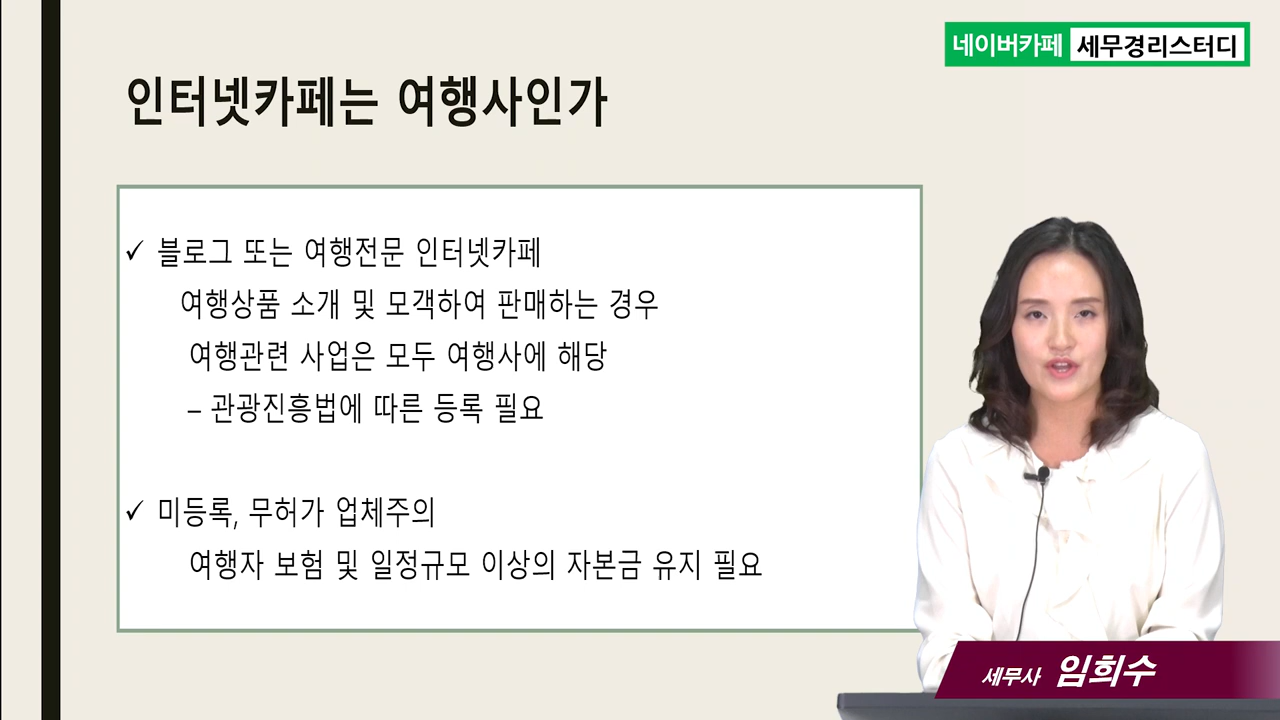 네이버카페 세무경리스터디
인터넷카페는 여행사인가
✓ 블로그 또는 여행전문 인터넷카페
여행상품 소개 및 모객하여 판매하는 경우
여행관련 사업은 모두 여행사에 해당
– 관광진흥법에 따른 등록 필요
✓ 미등록, 무허가 업체주의
여행자 보험 및 일정규모 이상의 자본금 유지 필요
세무사 임희수